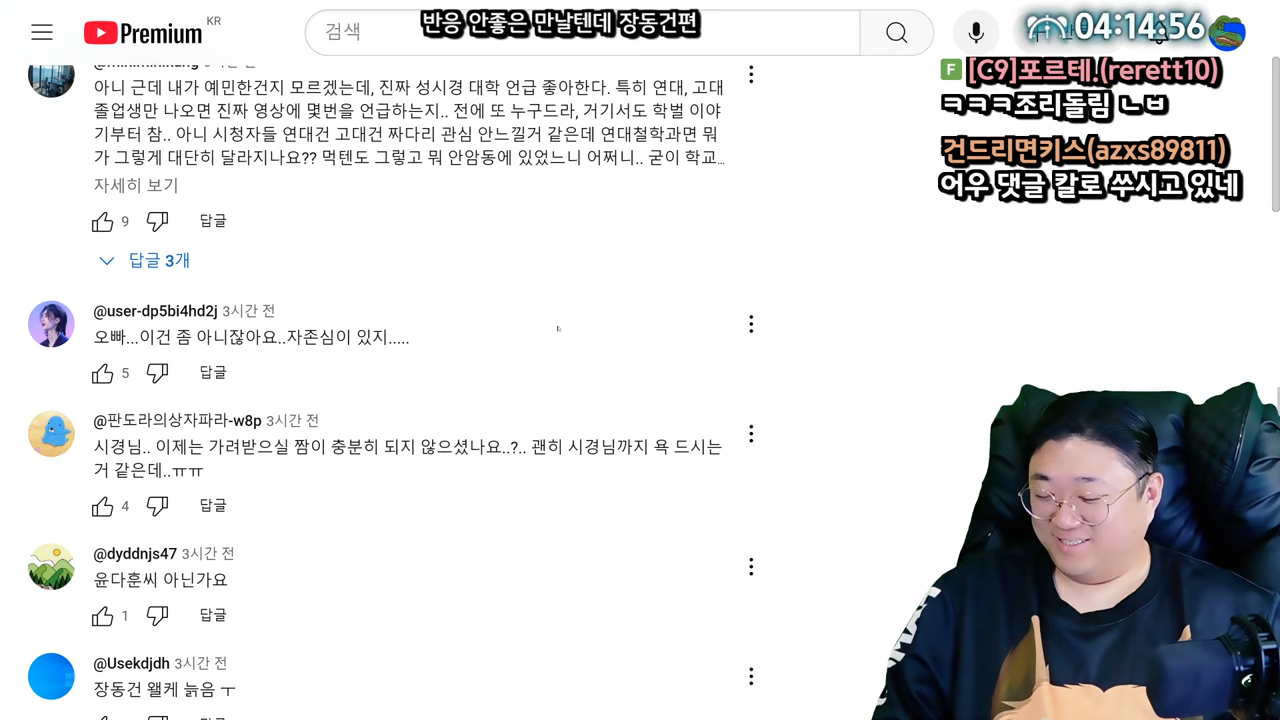 Premium KR
검색
반응 안좋은 만날텐데 장동건편
04:14:56
아니 근데 내가 예민한건지 모르겠는데, 진짜 성시경 대학 언급 좋아한다. 특히 연대, 고대
졸업생만 나오면 진짜 영상에 몇번을 언급하는지.. 전에 또 누구드라, 거기서도 학벌 이야
기부터 참.. 아니 시청자들 연대건 고대건 짜다리 관심 안느낄거 같은데 연대철학과면 뭐
가 그렇게 대단히 달라지나요?? 먹텐도 그렇고 뭐 안암동에 있었느니 어쩌니.. 굳이 학교...
자세히 보기
9 답글
답글 3개
@user-dp5bi4hd2j 3시간 전
오빠...이건 좀 아니잖아요..자존심이 있지.....
5 답글
@판도라의상자파라-w8p 3시간 전
시경님.. 이제는 가려받으실 짬이 충분히 되지 않으셨나요..?.. 괜히 시경님까지 욕 드시는
거 같은데..ㅠㅠ
4 답글
@dyddnjs47 3시간 전
윤다훈씨 아닌가요
1 답글
@Usekdjdh 3시간 전
장동건 왤케 늙음 ㅜ
F [C9]포르테.(rerett10)
ㅋㅋㅋ조리돌림 ㄴㅂ
건드리면키스(azxs89811)
어우 댓글 칼로 쑤시고 있네